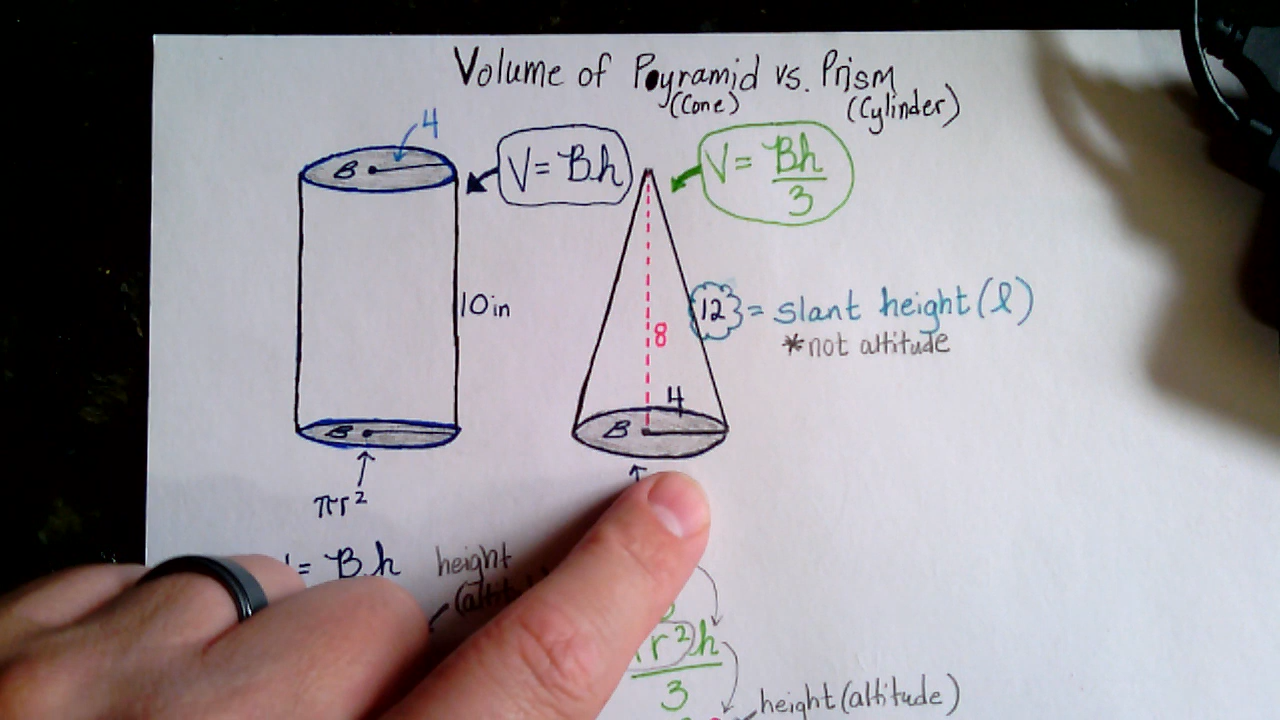 Volume of Pyramid vs. Prism
(Cone) (Cylinder)
4
B
V = Bh
V = Bh/3
10in
12 = slant height (l)
*not altitude
8
4
B
B
πr²
= Bh height
r²)h
3
height (altitude)